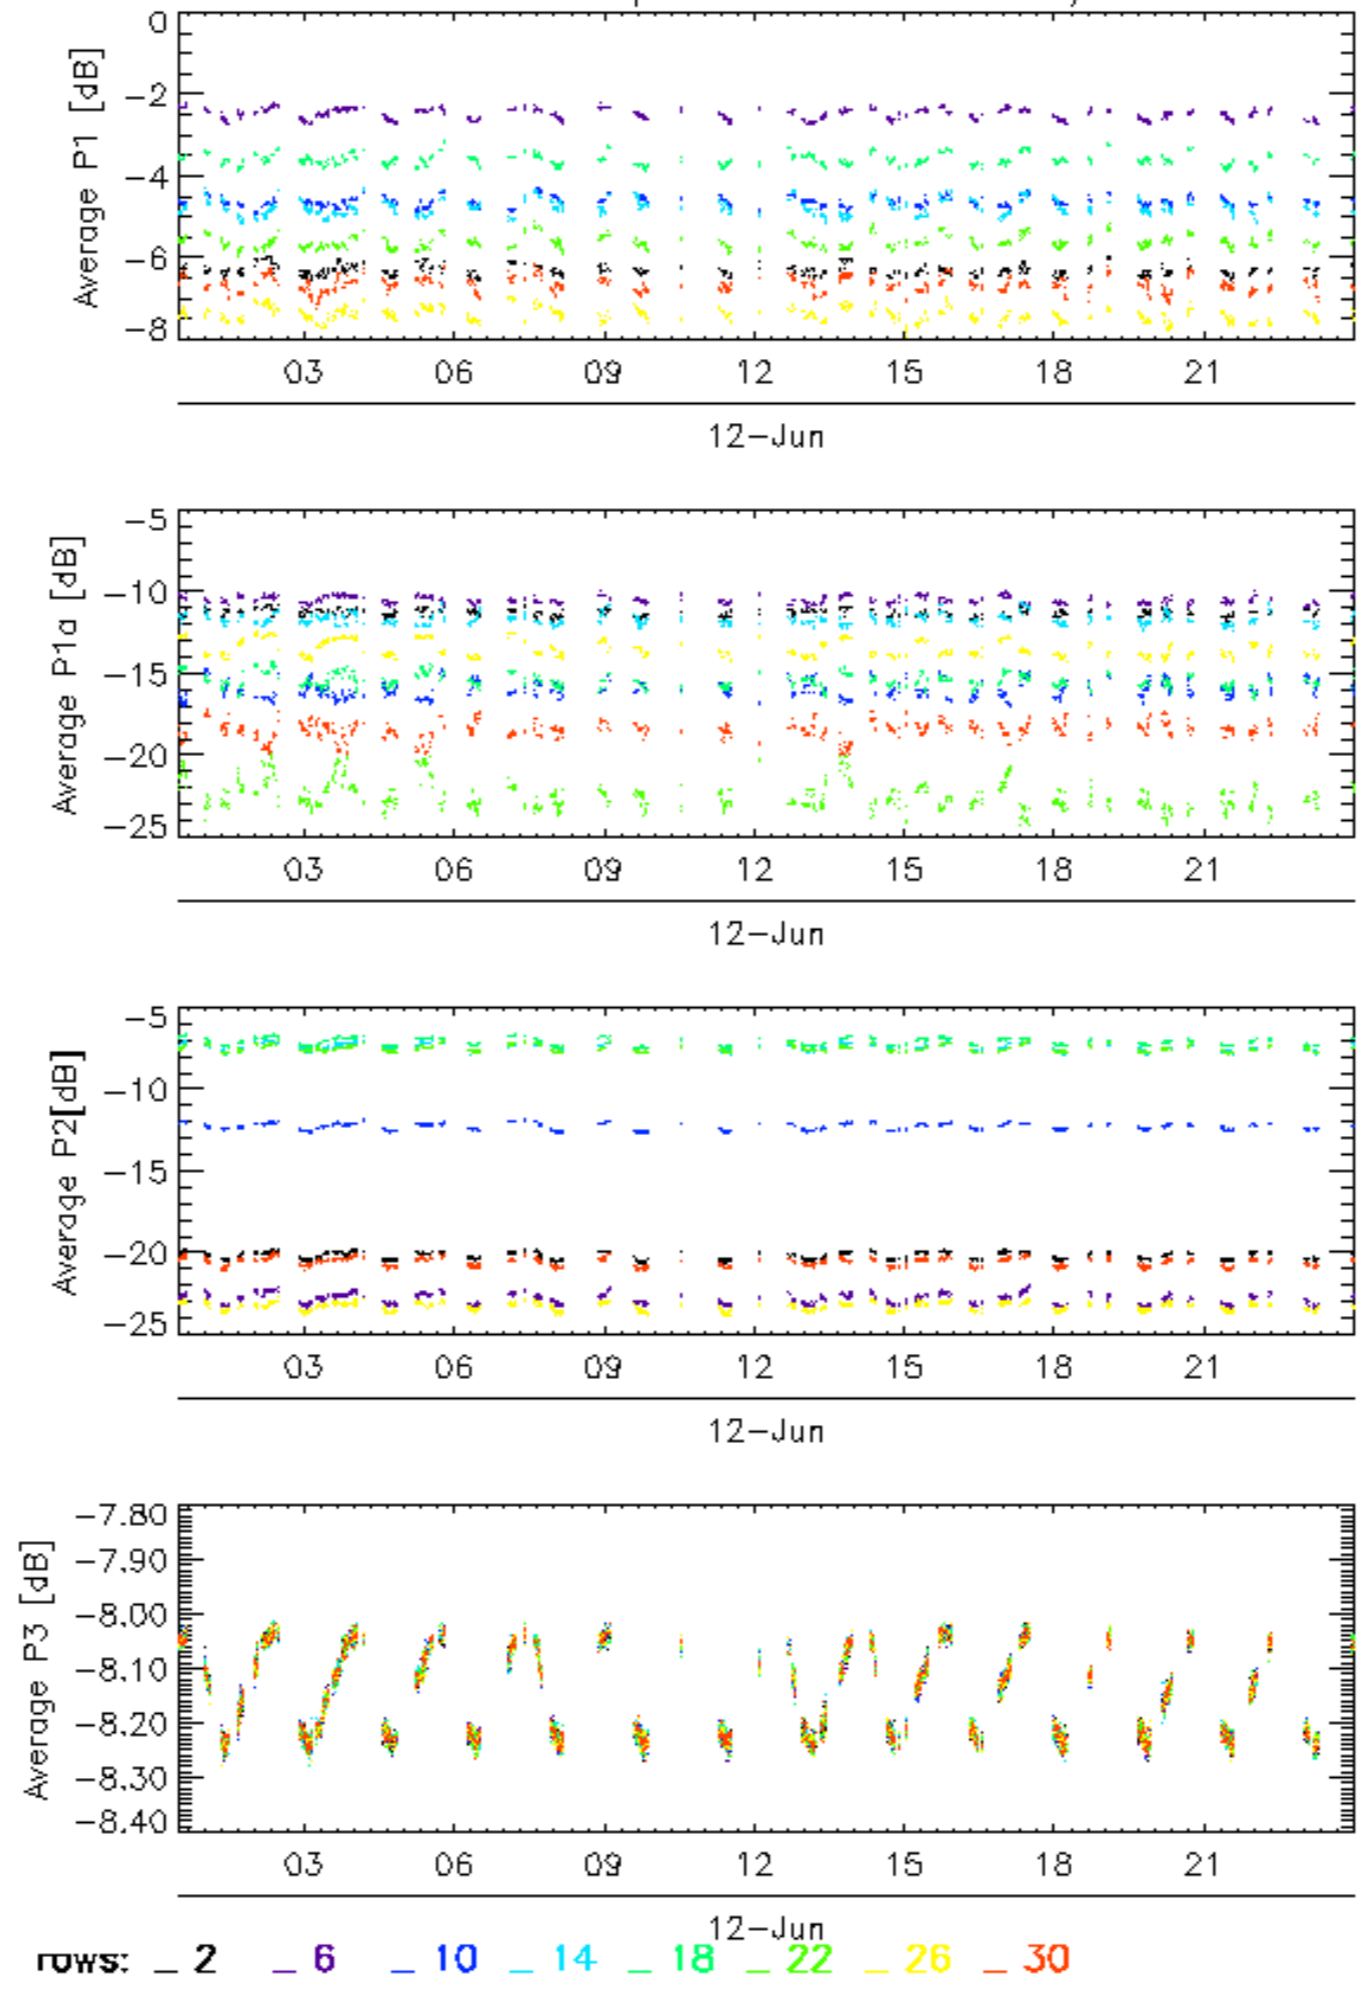 Average P1 [dB]
0
−2
−4
−6
−8
03 06 09 12 15 18 21
12−Jun
Average P1a [dB]
−5
−10
−15
−20
−25
03 06 09 12 15 18 21
12−Jun
Average P2[dB]
−5
−10
−15
−20
−25
03 06 09 12 15 18 21
12−Jun
Average P3 [dB]
−7.80
−7.90
−8.00
−8.10
−8.20
−8.30
−8.40
03 06 09 12 15 18 21
12−Jun
rows: _ 2 _ 6 _ 10 _ 14 _ 18 _ 22 _ 26 _ 30